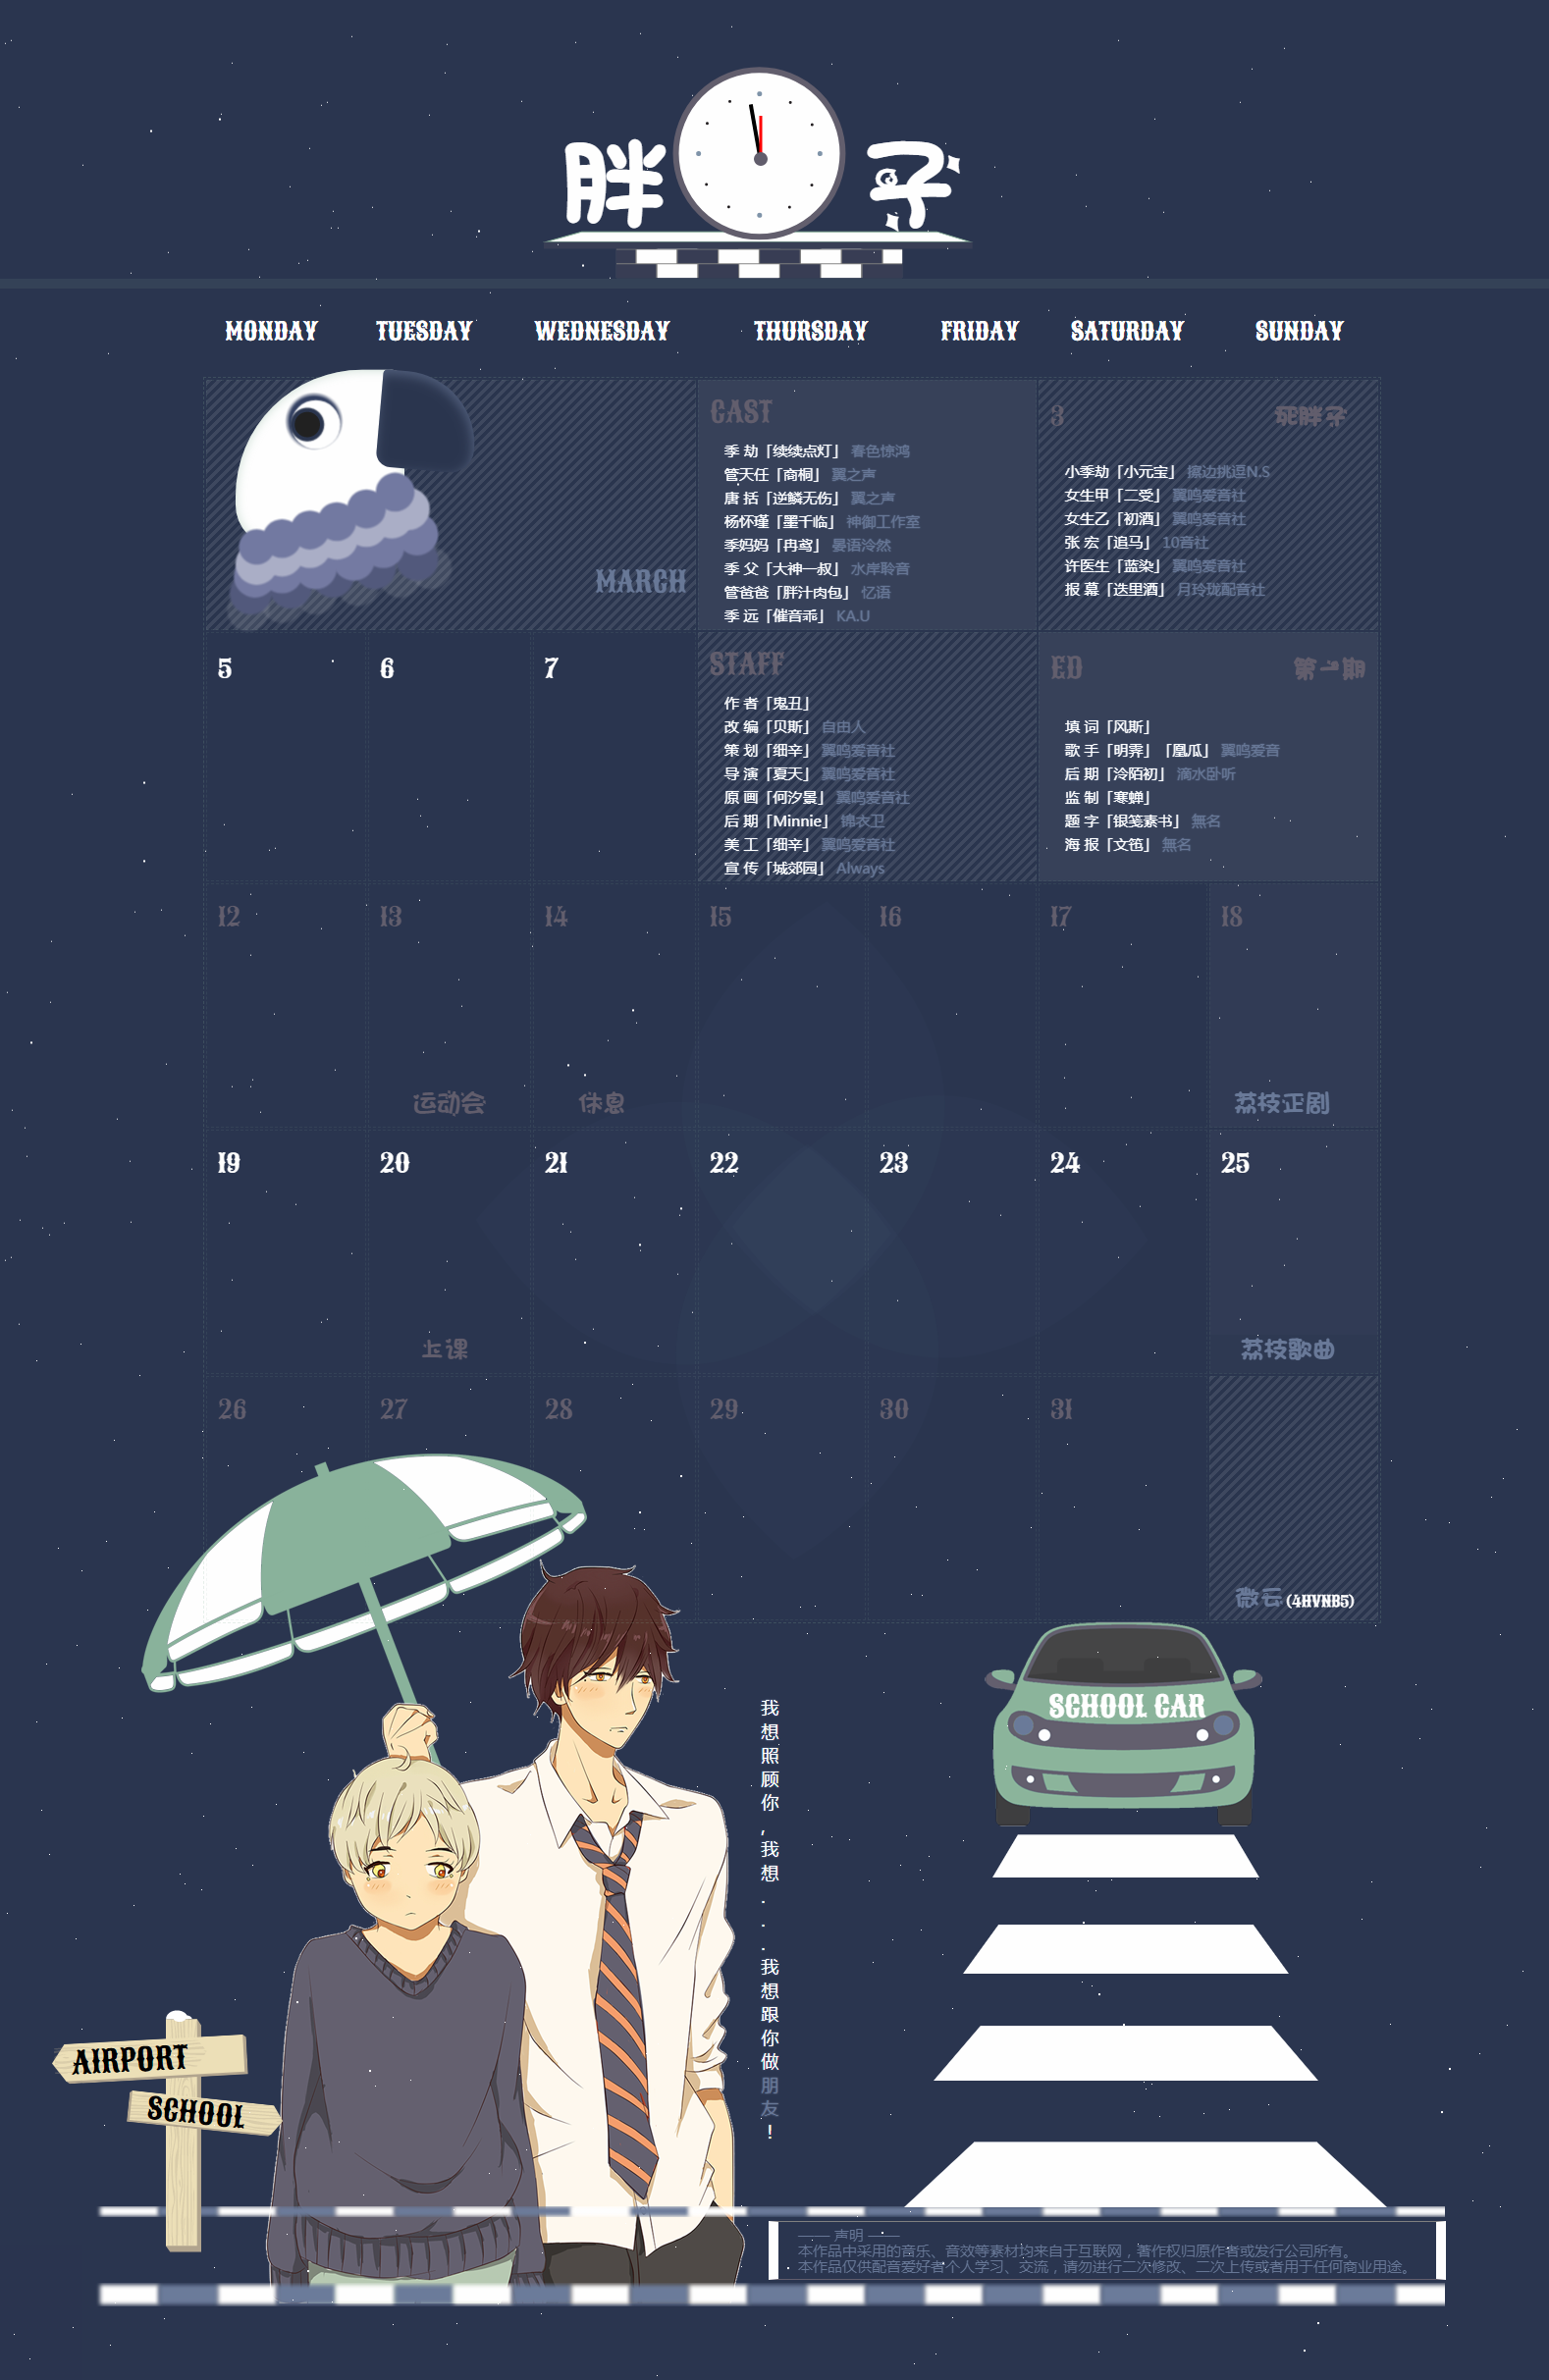 胖 子
MONDAY TUESDAY WEDNESDAY THURSDAY FRIDAY SATURDAY SUNDAY
MARCH
CAST
季 劫「续续点灯」 春色惊鸿
管天任「商桐」 翼之声
唐 括「逆鳞无伤」 翼之声
杨怀瑾「墨千临」 神御工作室
季妈妈「冉鸢」 晏语泠然
季 父「大神一叔」 水岸聆音
管爸爸「胖汁肉包」 忆语
季 远「催音乖」 KA.U
3 死胖子
小季劫「小元宝」 擦边挑逗N.S
女生甲「二受」 翼鸣爱音社
女生乙「初酒」 翼鸣爱音社
张 宏「追马」 10音社
许医生「蓝染」 翼鸣爱音社
报 幕「迭里酒」 月玲珑配音社
5 6 7
STAFF
作 者「鬼丑」
改 编「贝斯」 自由人
策 划「细辛」 翼鸣爱音社
导 演「夏天」 翼鸣爱音社
原 画「何汐景」 翼鸣爱音社
后 期「Minnie」 锦衣卫
美 工「细辛」 翼鸣爱音社
宣 传「城郊园」 Always
ED 第一期
填 词「风斯」
歌 手「明霁」「凰瓜」 翼鸣爱音
后 期「泠陌初」 滴水卧听
监 制「寒蝉」
题 字「银笺素书」 無名
海 报「文笣」 無名
12 13 14 15 16 17 18
运动会 休息 荔枝正剧
19 20 21 22 23 24 25
上课 荔枝歌曲
26 27 28 29 30 31
微云 (4HVNB5)
SCHOOL CAR
我想照顾你，我想...我想跟你做朋友！
AIRPORT
SCHOOL
—— 声明 ——
本作品中采用的音乐、音效等素材均来自于互联网，著作权归原作者或发行公司所有。
本作品仅供配音爱好者个人学习、交流，请勿进行二次修改、二次上传或者用于任何商业用途。